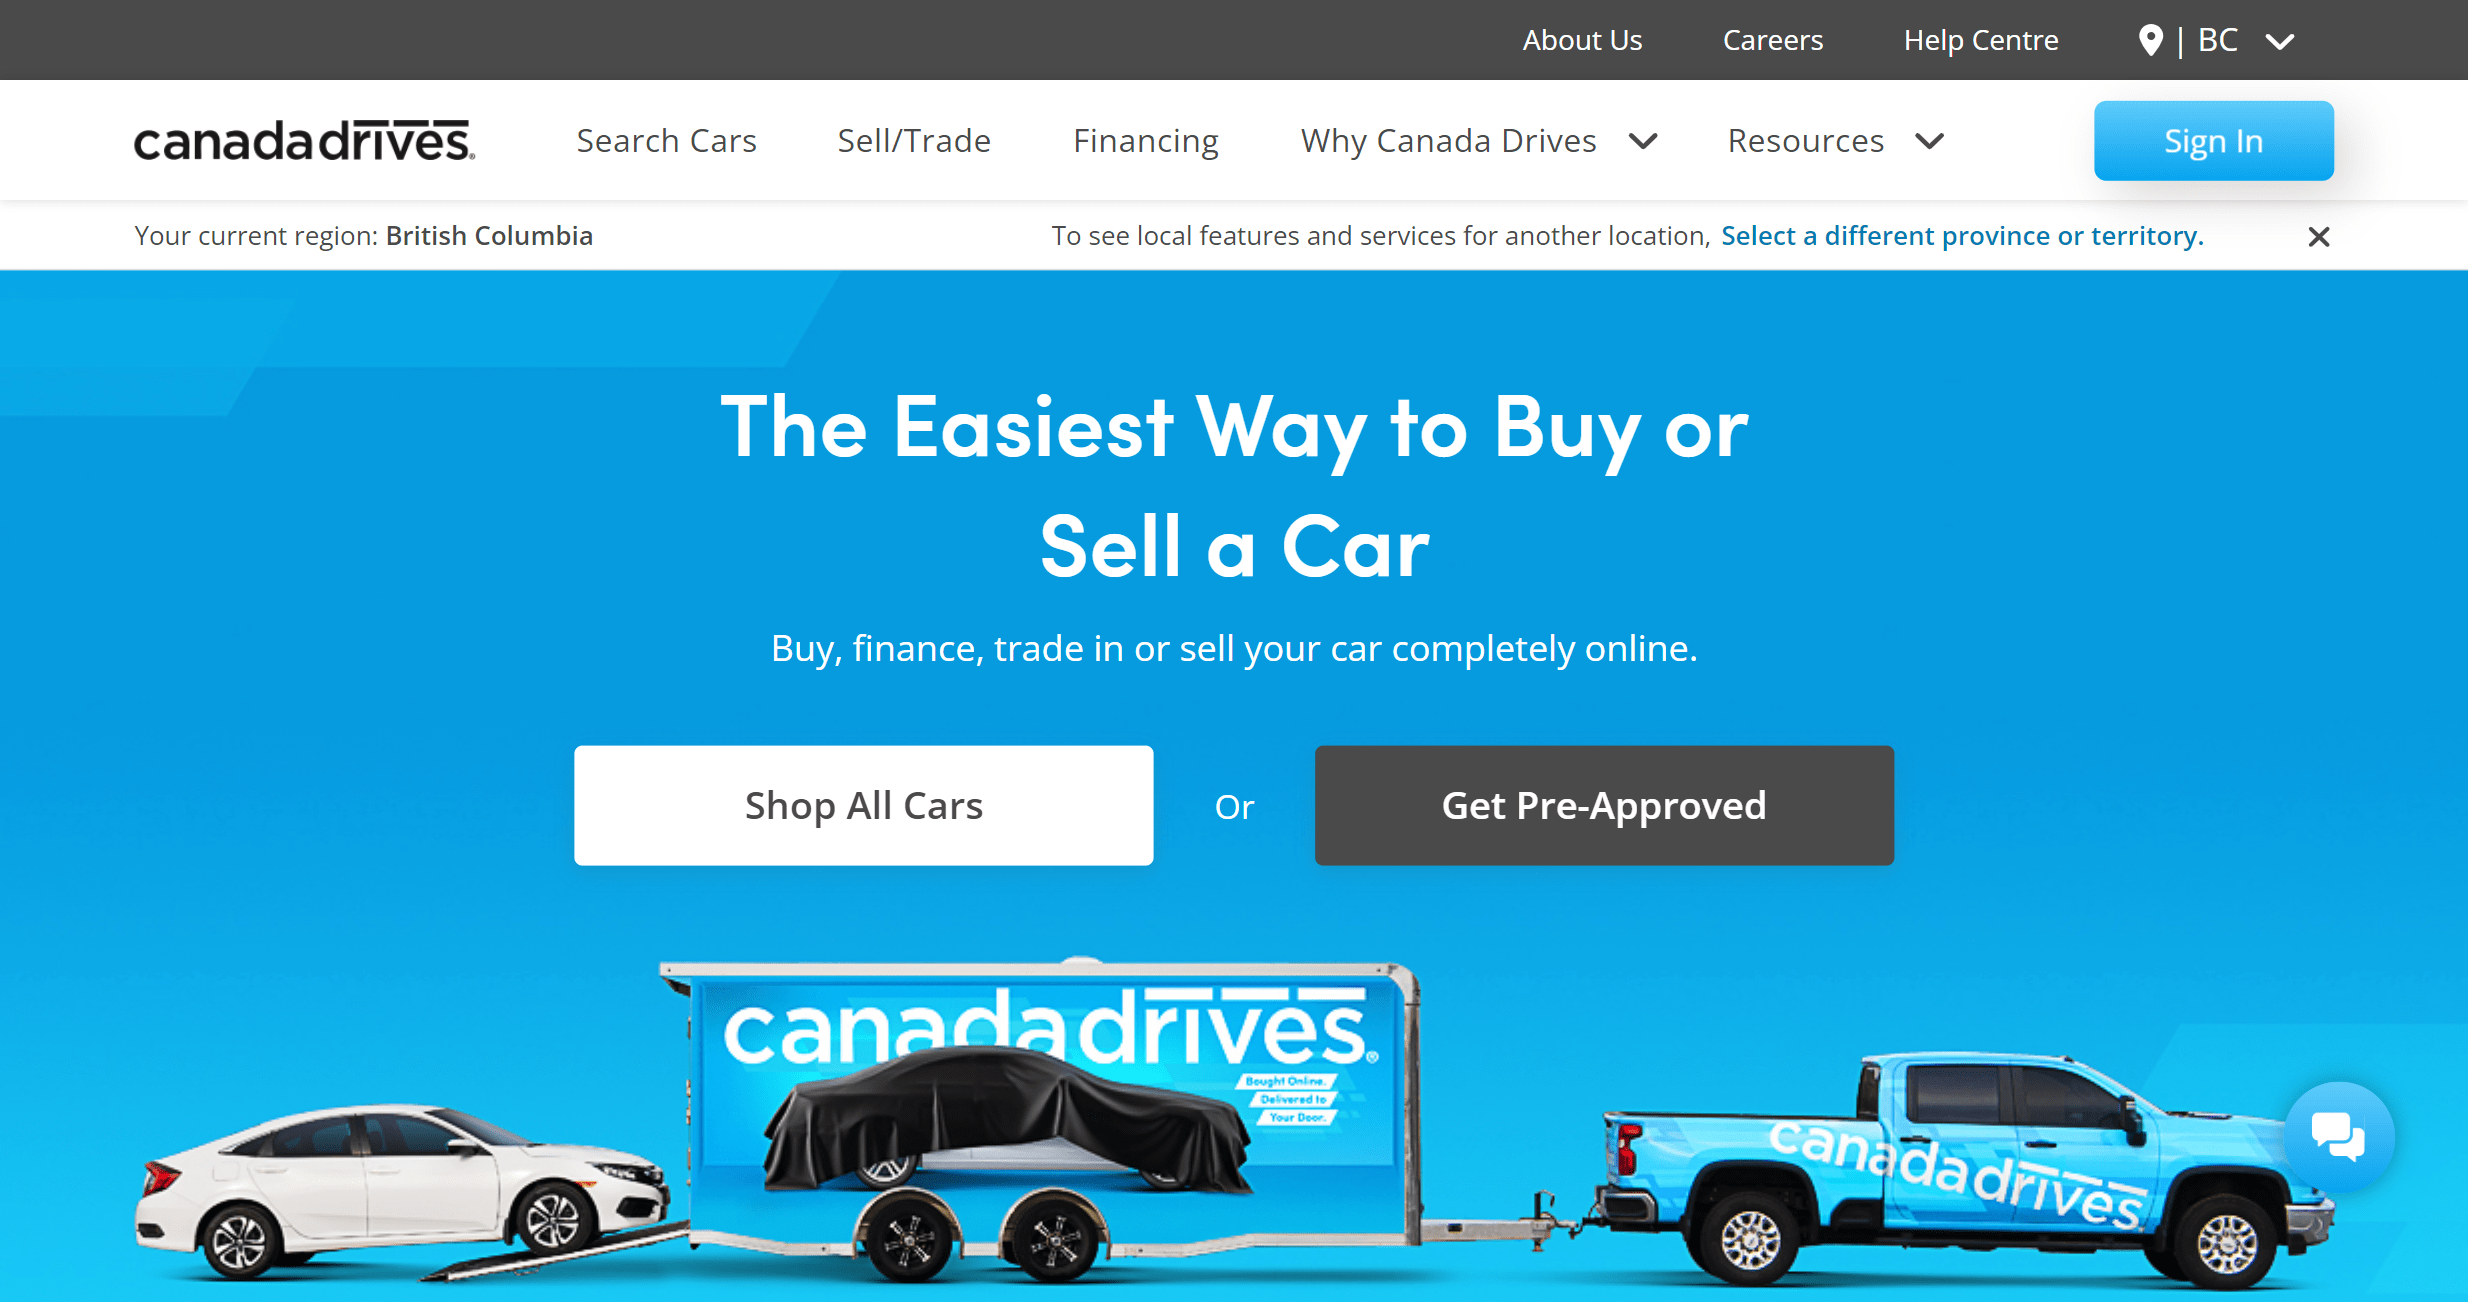 About Us Careers Help Centre | BC
canadadrives® Search Cars Sell/Trade Financing Why Canada Drives Resources Sign In
Your current region: British Columbia To see local features and services for another location, Select a different province or territory.
The Easiest Way to Buy or
Sell a Car
Buy, finance, trade in or sell your car completely online.
Shop All Cars Or Get Pre-Approved
canadadrives®
Bought Online.
Delivered to
Your Door.
canadadrives